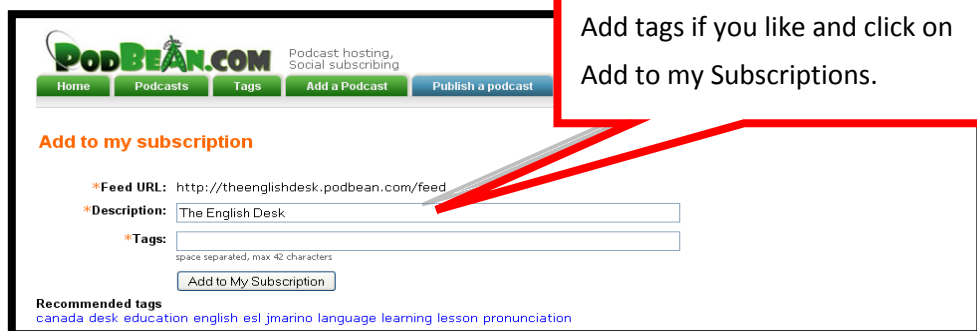 Add tags if you like and click on
Add to my Subscriptions.
PODBEAN.COM
Podcast hosting,
Social subscribing
Home Podcasts Tags Add a Podcast Publish a podcast
Add to my subscription
*Feed URL: http://theenglishdesk.podbean.com/feed
*Description: The English Desk
*Tags:
space separated, max 42 characters
Add to My Subscription
Recommended tags
canada desk education english esl jmarino language learning lesson pronunciation